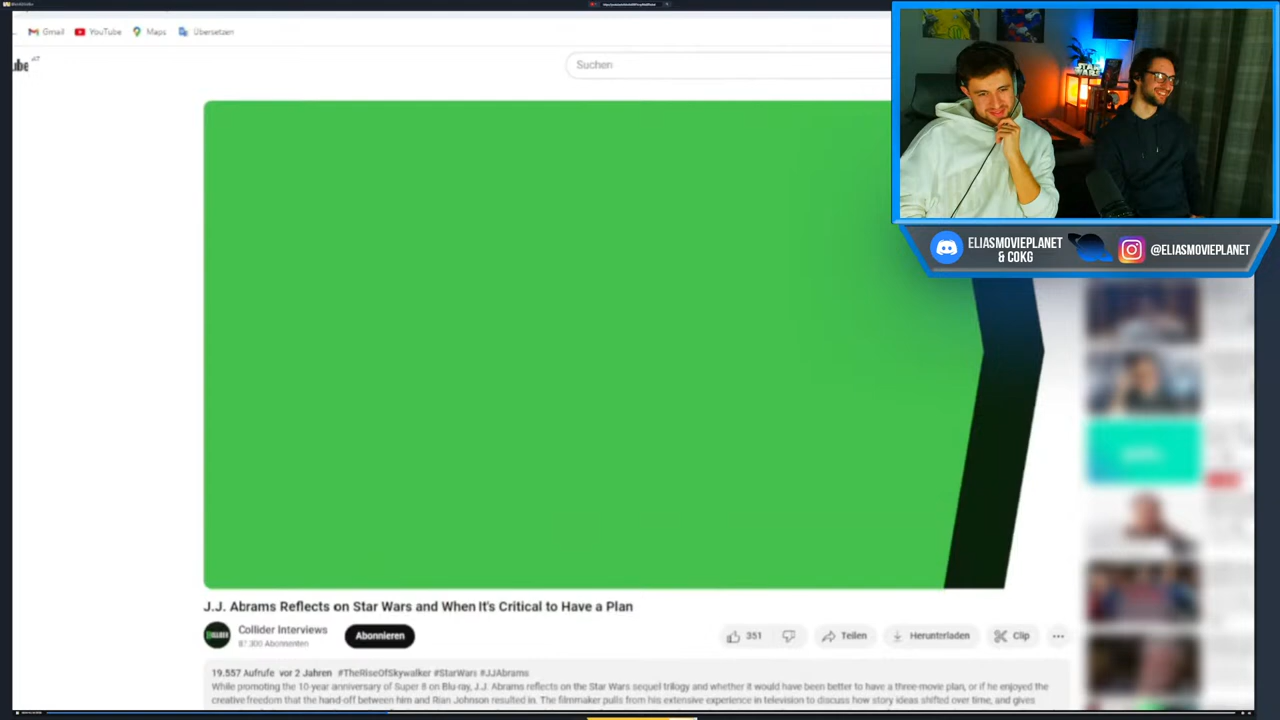 Gmail YouTube Maps Übersetzen
ube AT
Suchen
STAR
WARS
ELIASMOVIEPLANET
& COKG
@ELIASMOVIEPLANET
J.J. Abrams Reflects on Star Wars and When It's Critical to Have a Plan
Collider Interviews
Abonnenten
Abonnieren
351 Teilen Herunterladen Clip
19.557 Aufrufe vor 2 Jahren #TheRiseOfSkywalker #StarWars #JJAbrams
While promoting the 10-year anniversary of Super 8 on Blu-ray, J.J. Abrams reflects on the Star Wars sequel trilogy and whether it would have been better to have a three-movie plan, or if he enjoyed the
creative freedom that the hand-off between him and Rian Johnson resulted in. The filmmaker pulls from his extensive experience in television to discuss how story ideas shifted over time, and gives